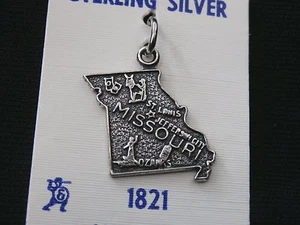 STERLING SILVER
ST. LOUIS
JEFFERSON CITY
MISSOURI
OZARKS
1821